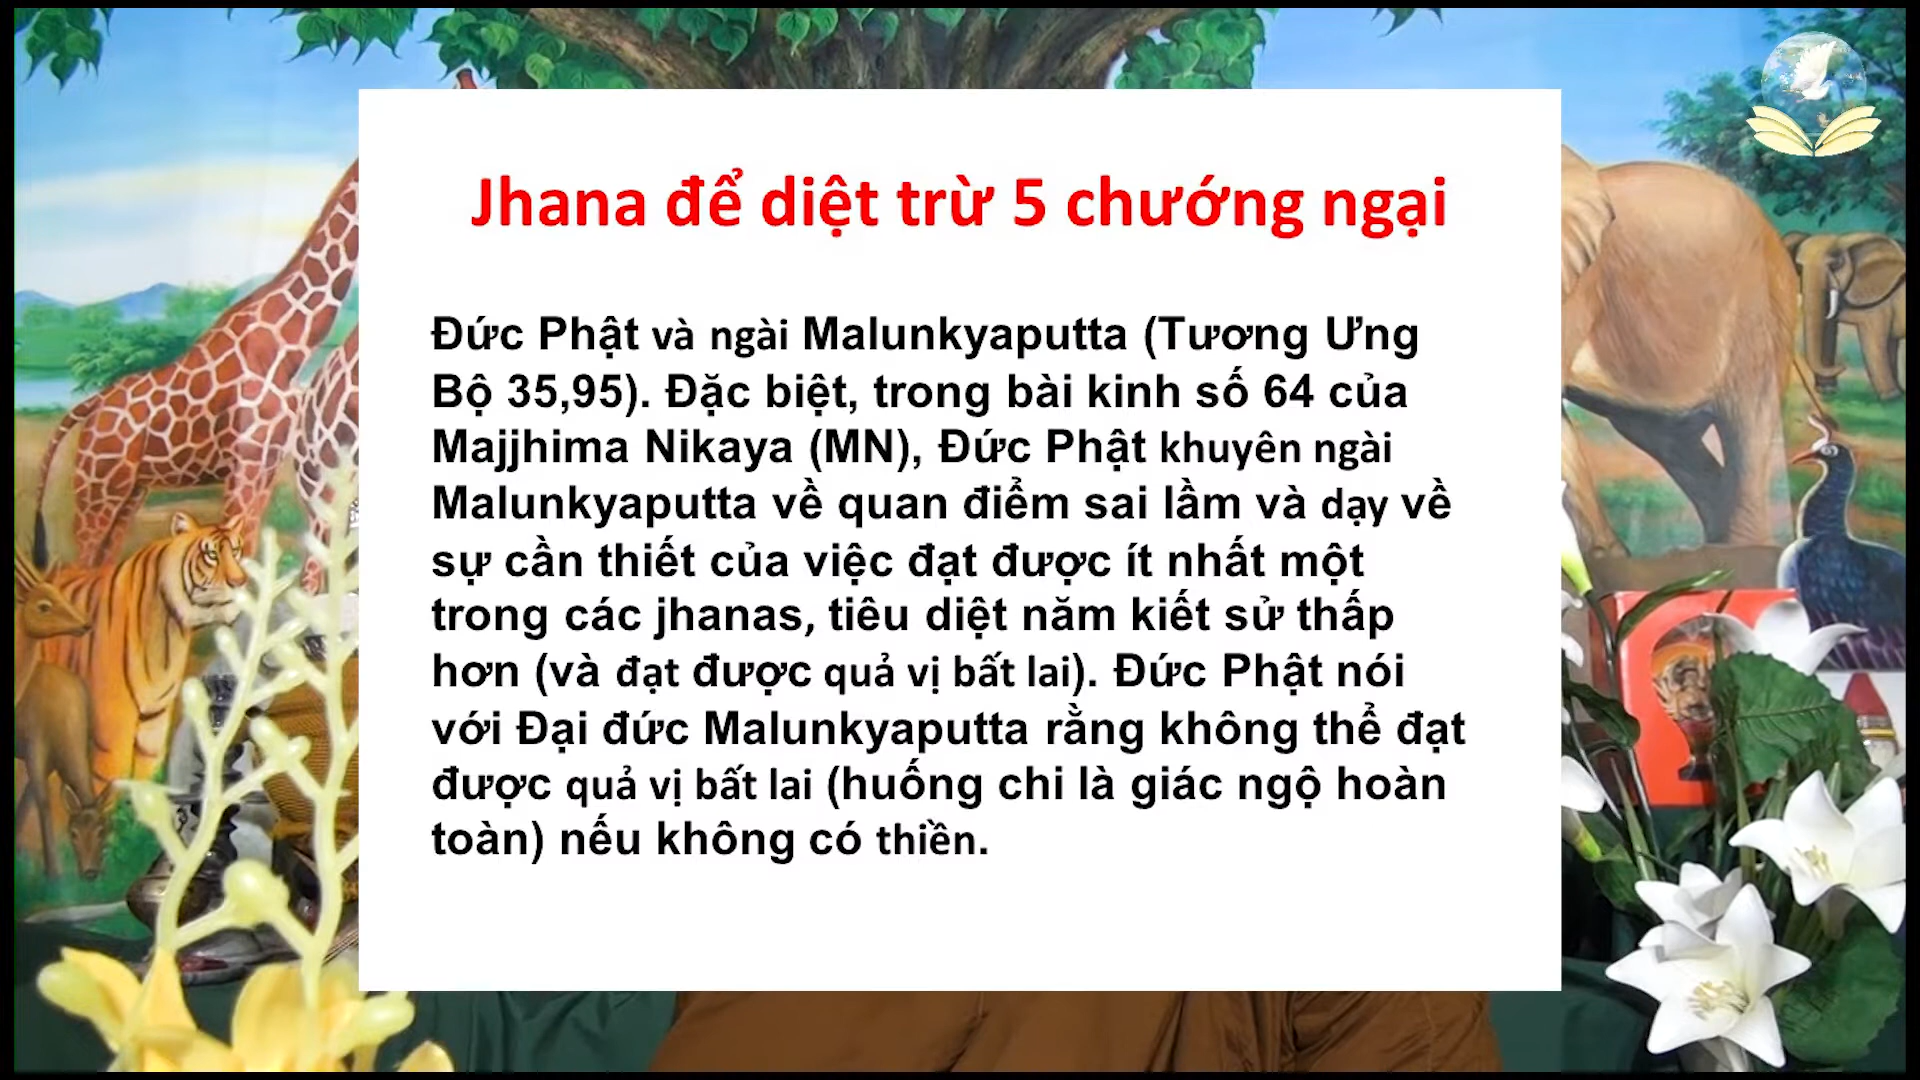 Jhana để diệt trừ 5 chướng ngại
Đức Phật và ngài Malunkyaputta (Tương Ưng
Bộ 35,95). Đặc biệt, trong bài kinh số 64 của
Majjhima Nikaya (MN), Đức Phật khuyên ngài
Malunkyaputta về quan điểm sai lầm và dạy về
sự cần thiết của việc đạt được ít nhất một
trong các jhanas, tiêu diệt năm kiết sử thấp
hơn (và đạt được quả vị bất lai). Đức Phật nói
với Đại đức Malunkyaputta rằng không thể đạt
được quả vị bất lai (huống chi là giác ngộ hoàn
toàn) nếu không có thiền.